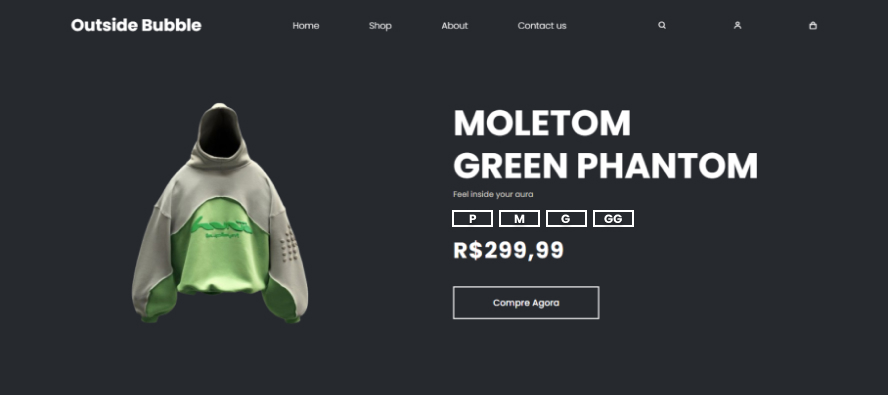 Outside Bubble
Home
Shop
About
Contact us
MOLETOM
GREEN PHANTOM
Feel inside your aura
P
M
G
GG
R$299,99
Compre Agora